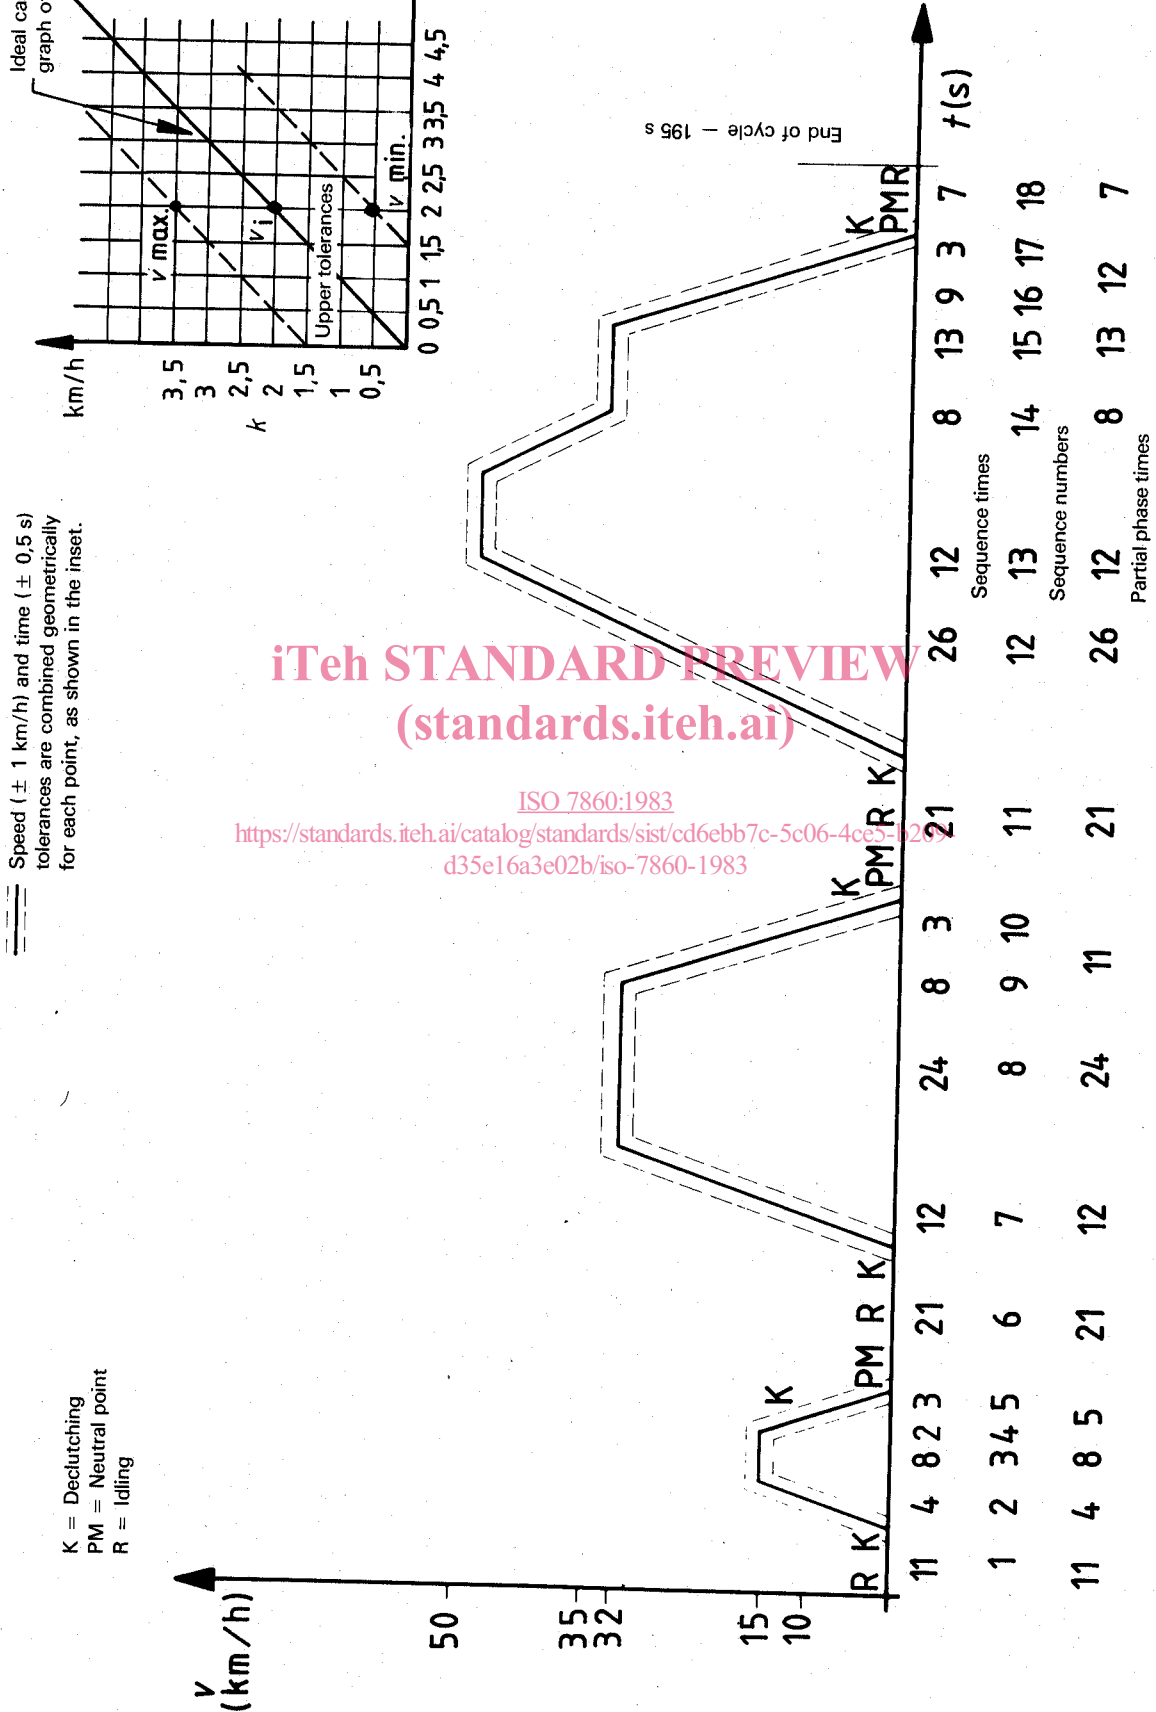 Ideal ca
graph o
Speed (± 1 km/h) and time (± 0,5 s)
tolerances are combined geometrically
for each point, as shown in the inset.
K = Declutching
PM = Neutral point
R = Idling
km/h
3,5
3
2,5
2
1,5
1
0,5
k
v max.
vi
Upper tolerances
v min.
0 0,5 1 1,5 2 2,5 3 3,5 4 4,5
v
(km/h)
50
35
32
15
10
R K K PM R K K PM R K K PM R
End of cycle — 195 s
t(s)
11 4 8 2 3 21 12 24 8 3 21 26 12 8 13 9 3 7
Sequence times
1 2 3 4 5 6 7 8 9 10 11 12 13 14 15 16 17 18
Sequence numbers
11 4 8 5 21 12 24 11 21 26 12 8 13 12 7
Partial phase times
iTeh STANDARD PREVIEW
(standards.iteh.ai)
ISO 7860:1983
https://standards.iteh.ai/catalog/standards/sist/cd6ebb7c-5c06-4ce5-b209-
d35e16a3e02b/iso-7860-1983